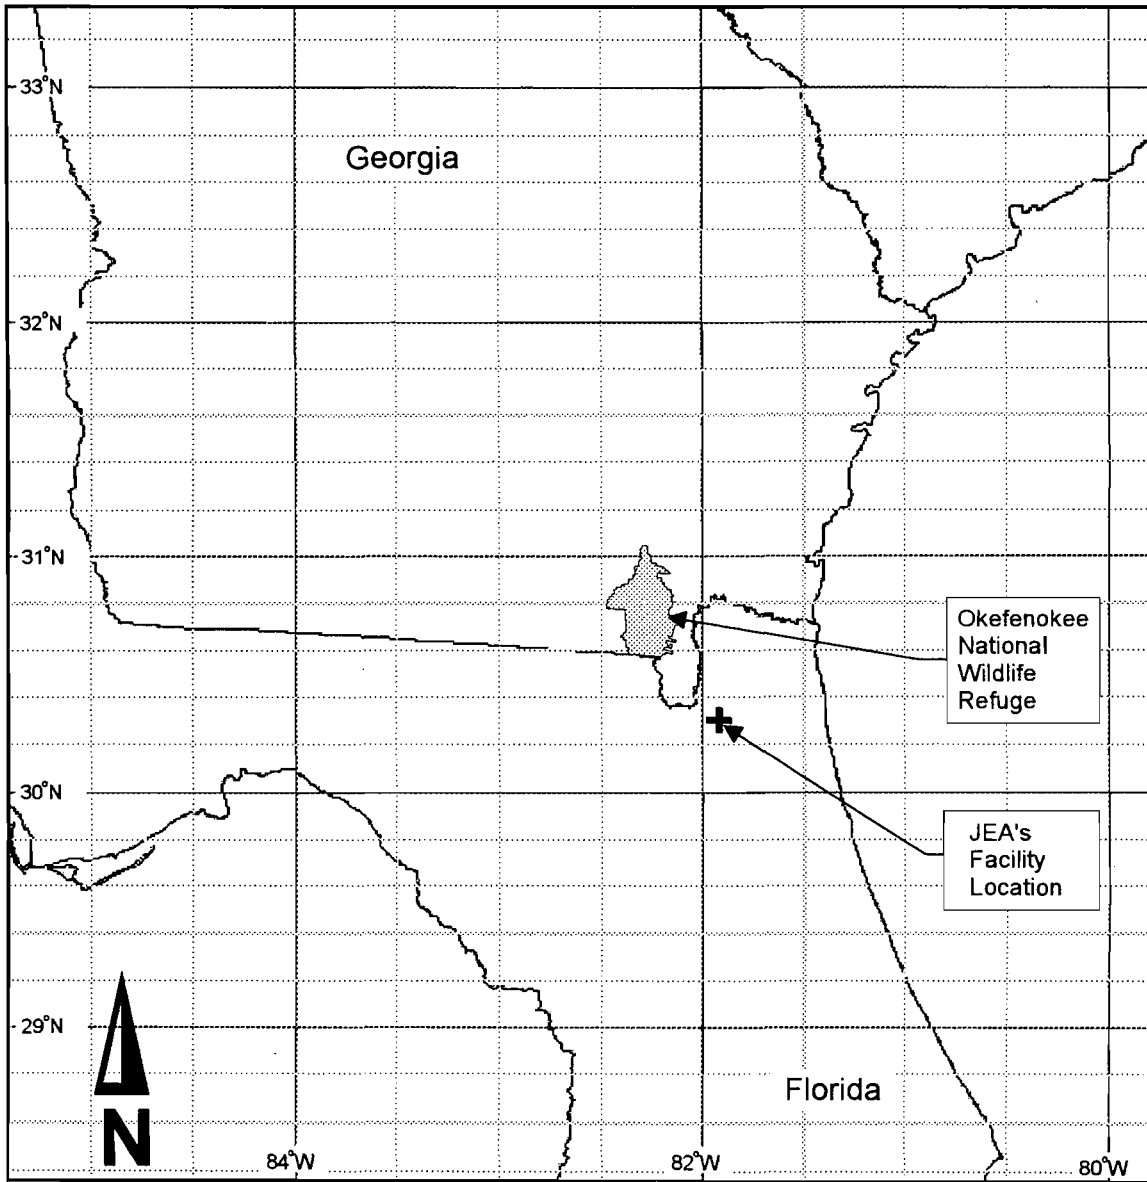 33°N
Georgia
32°N
31°N
Okefenokee
National
Wildlife
Refuge
30°N
JEA's
Facility
Location
29°N
N
Florida
84°W
82°W
80°W